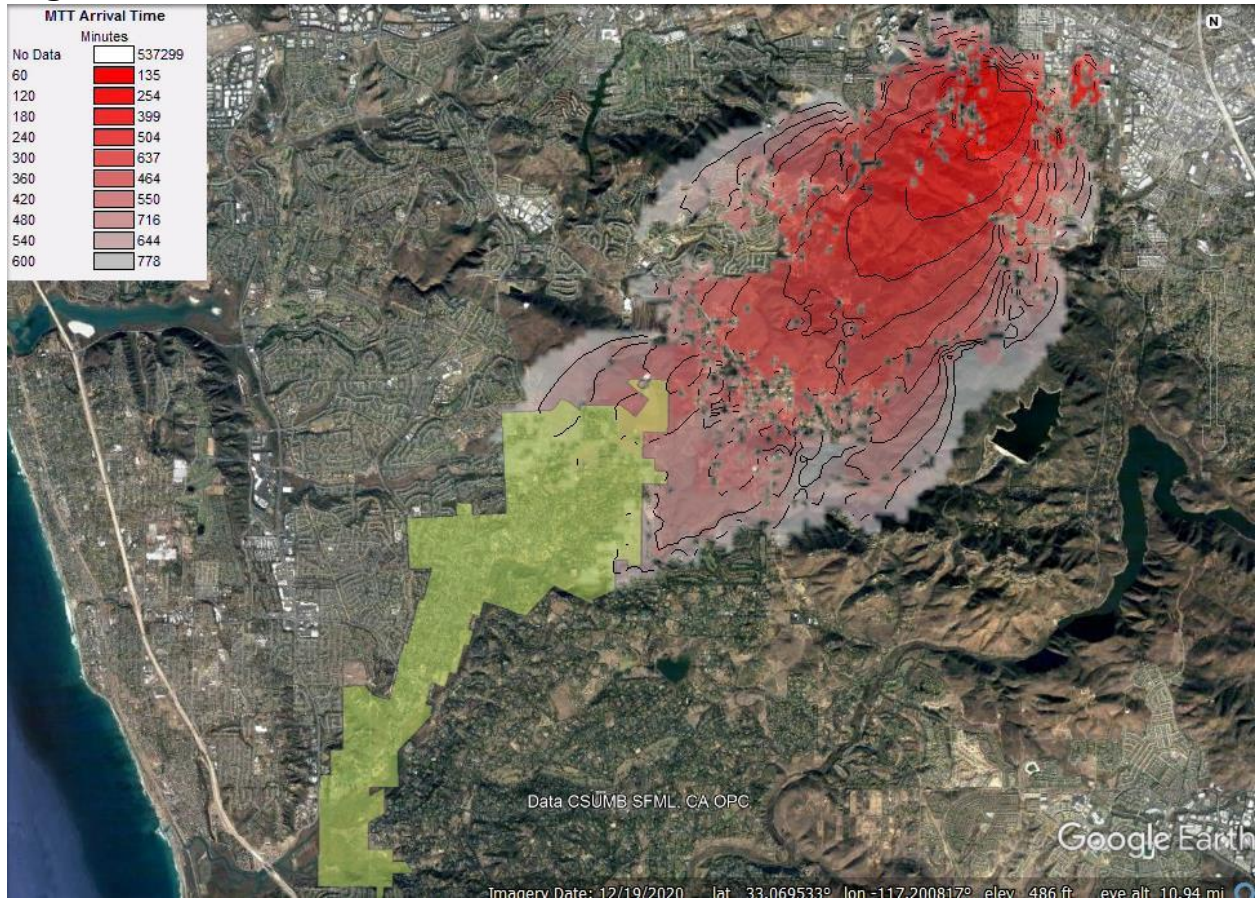 MTT Arrival Time
Minutes
No Data 537299
60 135
120 254
180 399
240 504
300 637
360 464
420 550
480 716
540 644
600 778
N
Data CSUMB SFML, CA OPC
Google Earth
Imagery Date: 12/19/2020 lat 33.069533° lon -117.200817° elev 486 ft eye alt 10.94 mi